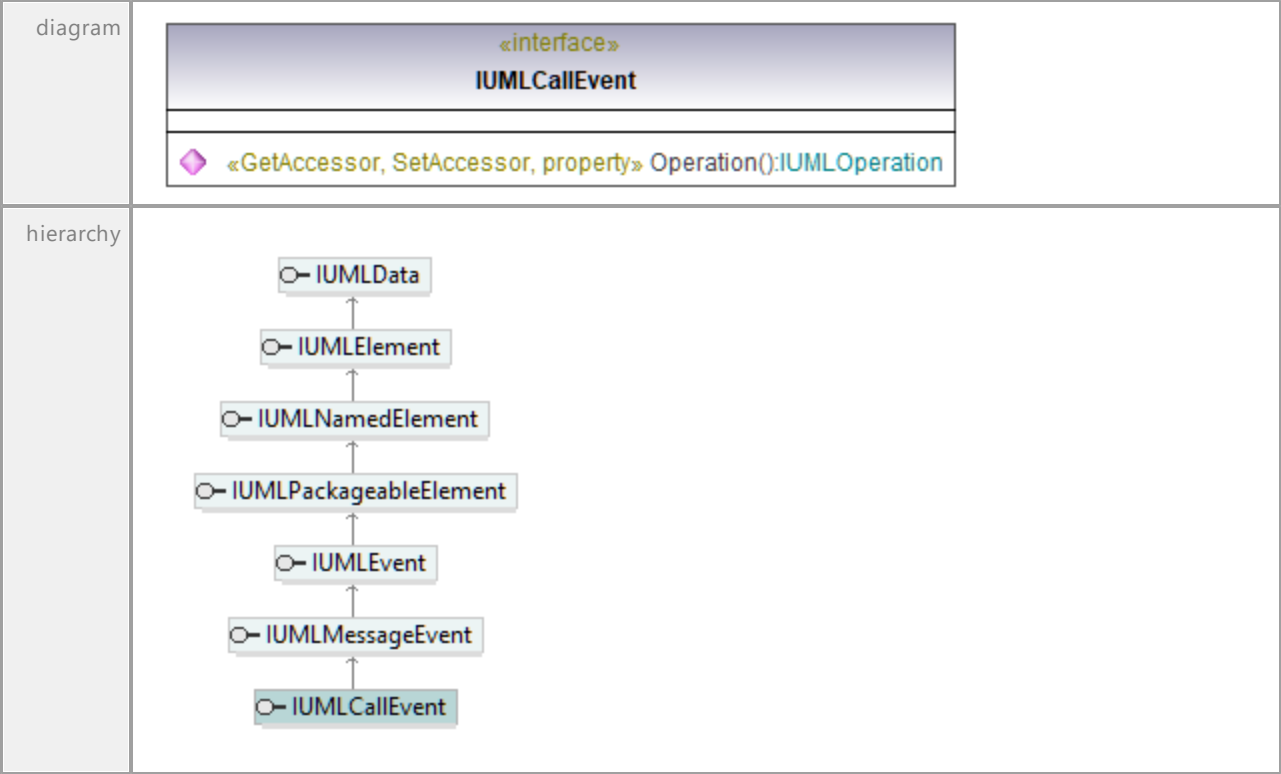 diagram
«interface»
IUMLCallEvent
«GetAccessor, SetAccessor, property» Operation():IUMLOperation
hierarchy
IUMLData
IUMLElement
IUMLNamedElement
IUMLPackageableElement
IUMLEvent
IUMLMessageEvent
IUMLCallEvent